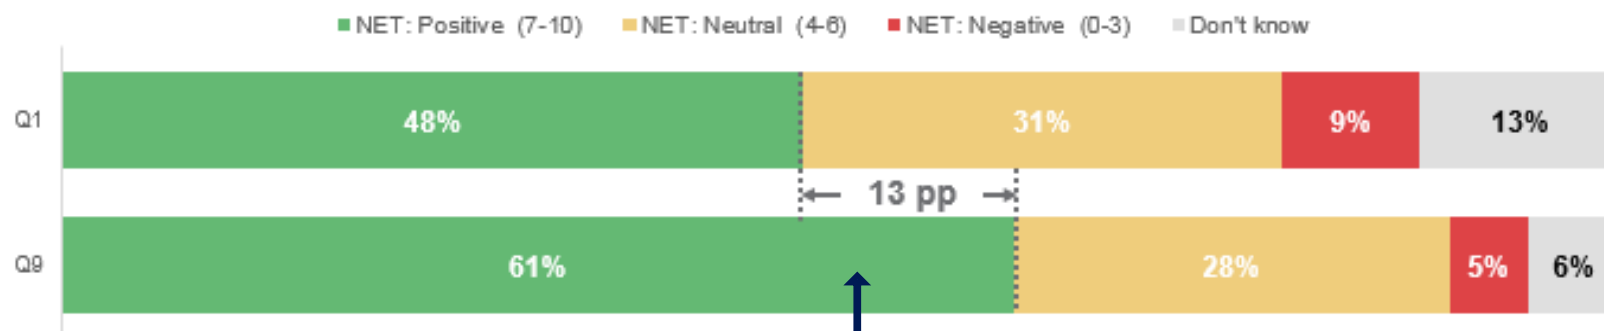 NET: Positive (7-10) NET: Neutral (4-6) NET: Negative (0-3) Don't know
Q1 48% 31% 9% 13%
13 pp
Q9 61% 28% 5% 6%